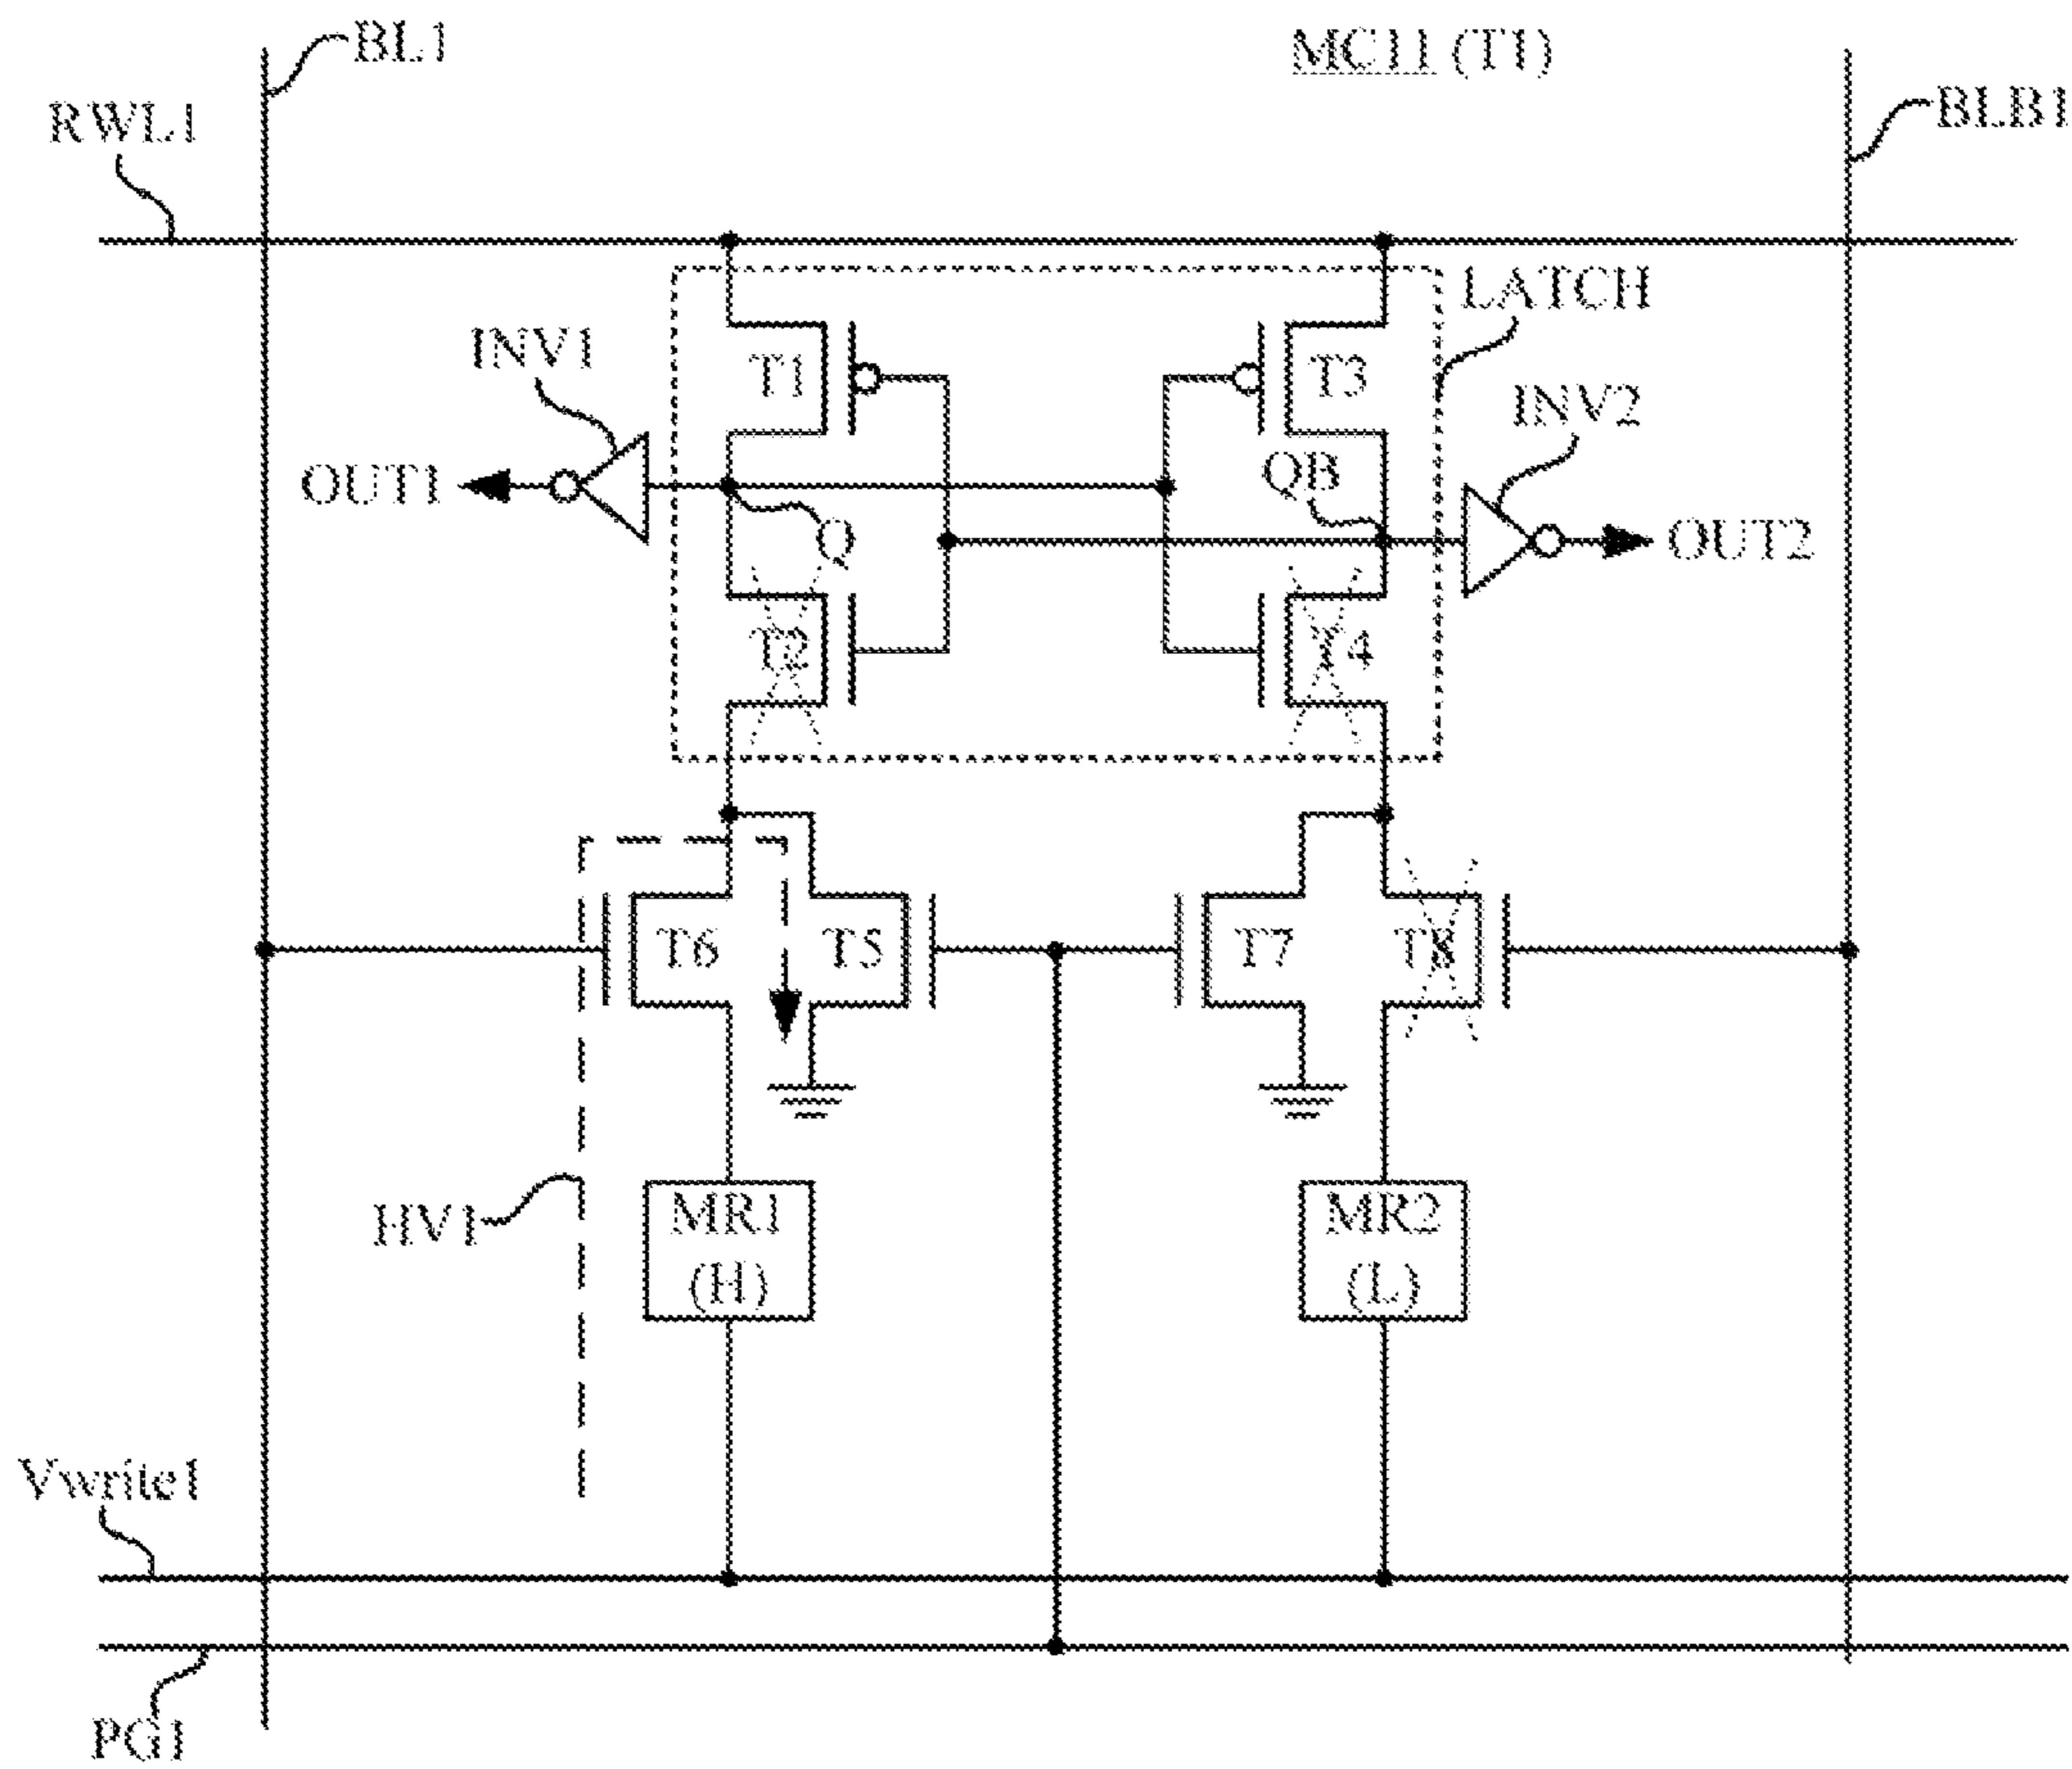 BL1
MC11 (T1)
BLB1
RWL1
LATCH
INV1
T1
T3
INV2
OUT1
QB
Q
OUT2
T2
T4
T6
T5
T7
T8
HV1
MR1
(H)
MR2
(L)
Vwrite1
PG1